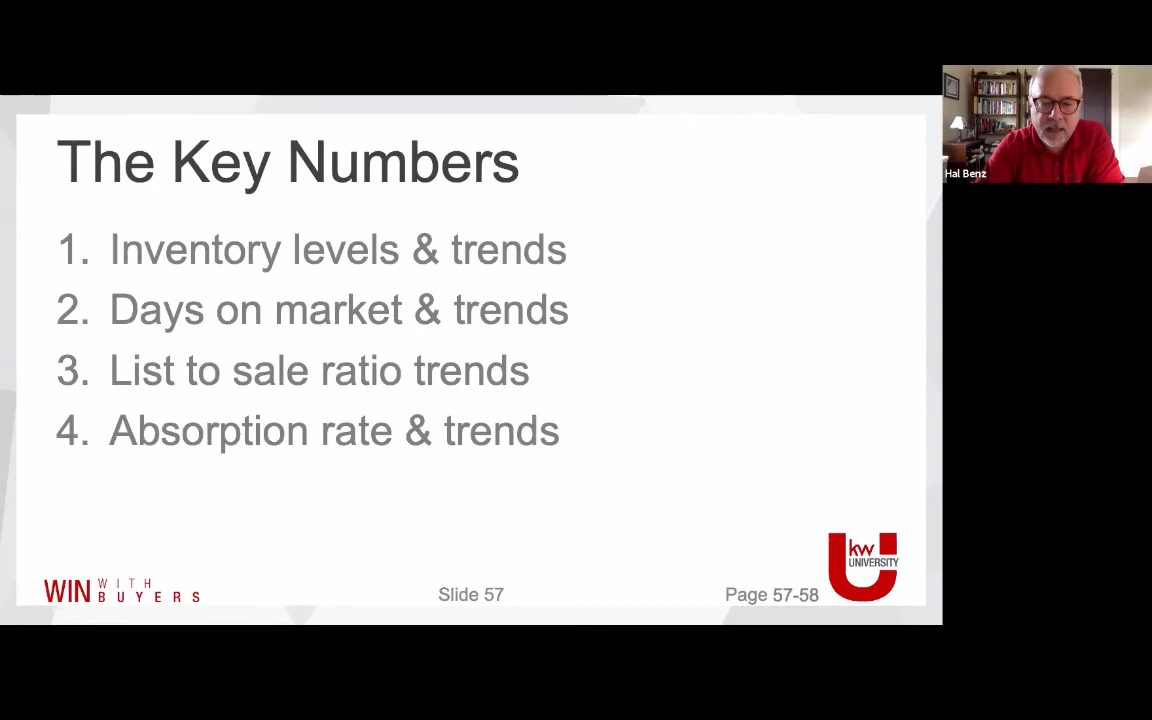 The Key Numbers
1. Inventory levels & trends
2. Days on market & trends
3. List to sale ratio trends
4. Absorption rate & trends
WIN WITH BUYERS
Slide 57
Page 57-58
kw
UNIVERSITY
Hal Benz